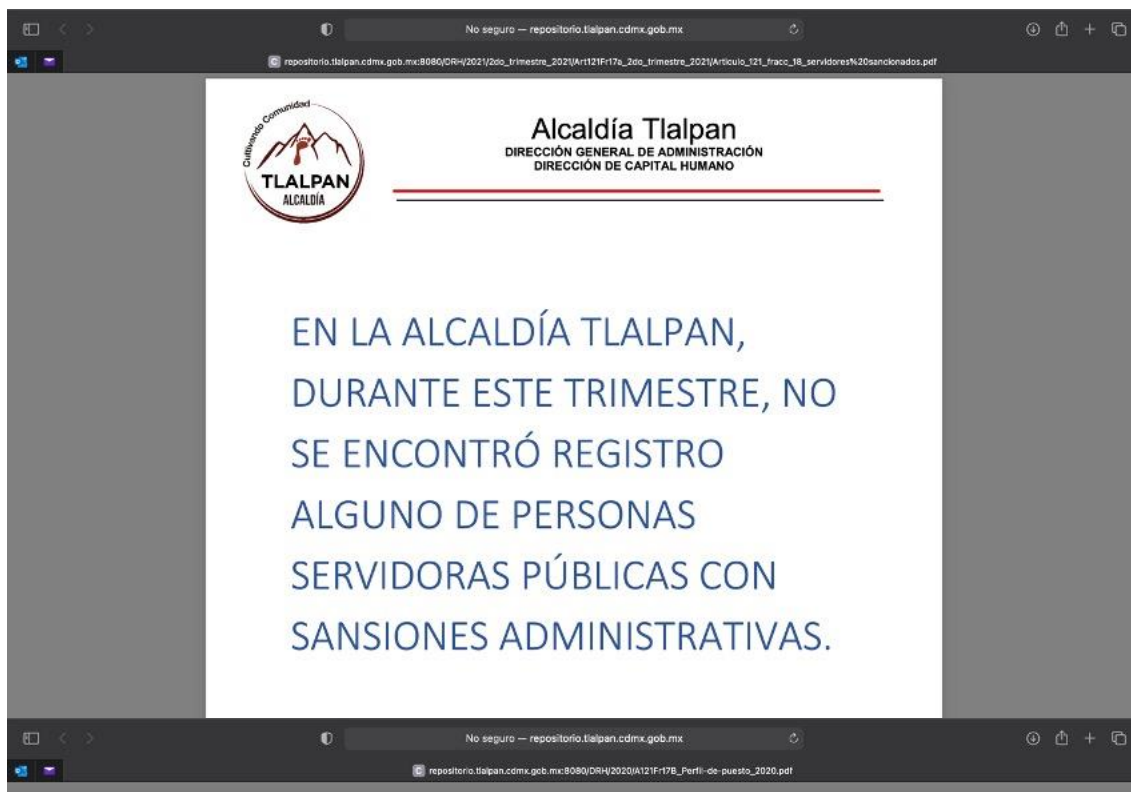 No seguro — repositorio.tlalpan.cdmx.gob.mx
repositorio.tlalpan.cdmx.gob.mx:8080/DRH/2021/2do_trimestre_2021/Art121Fr17a_2do_trimestre_2021/Articulo_121_fracc_18_servidores%20sancionados.pdf
Cultivando Comunidad
TLALPAN
ALCALDÍA
Alcaldía Tlalpan
DIRECCIÓN GENERAL DE ADMINISTRACIÓN
DIRECCIÓN DE CAPITAL HUMANO
EN LA ALCALDÍA TLALPAN,
DURANTE ESTE TRIMESTRE, NO
SE ENCONTRÓ REGISTRO
ALGUNO DE PERSONAS
SERVIDORAS PÚBLICAS CON
SANSIONES ADMINISTRATIVAS.
No seguro — repositorio.tlalpan.cdmx.gob.mx
repositorio.tlalpan.cdmx.gob.mx:8080/DRH/2020/A121Fr17B_Perfil-de-puesto_2020.pdf